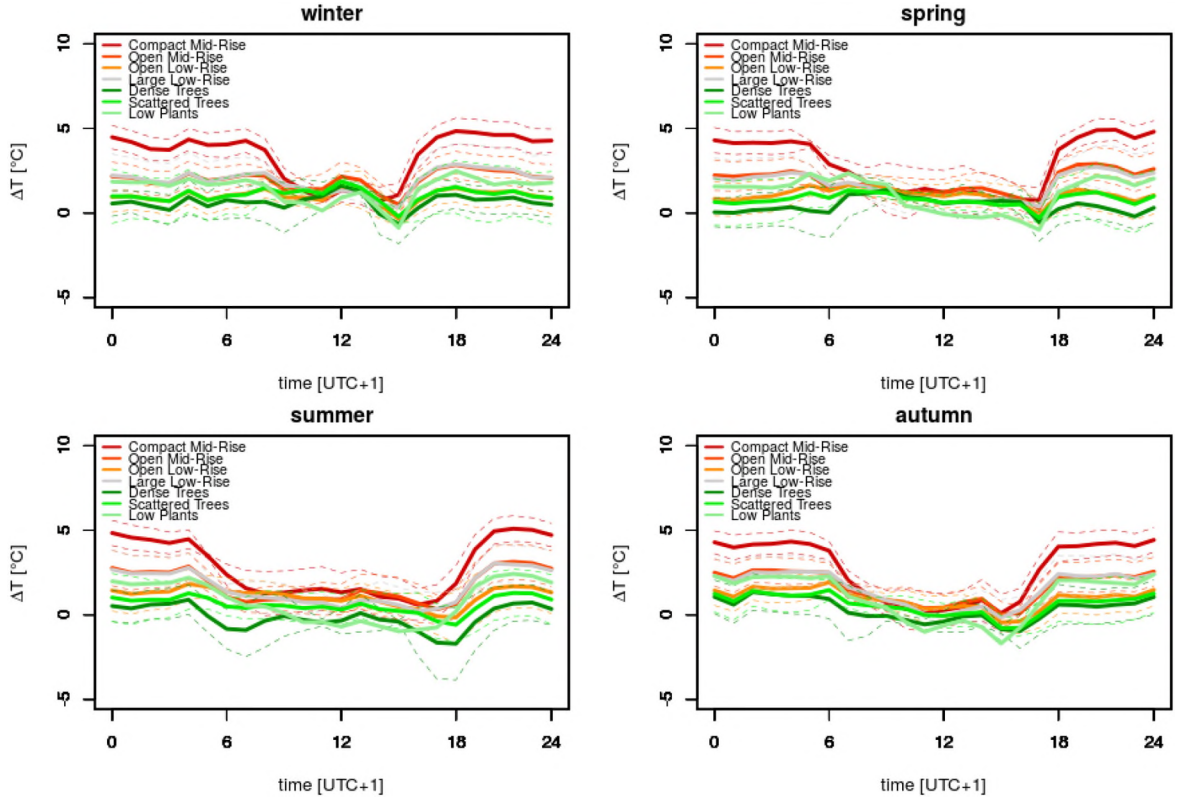 winter
10
5
0
-5
ΔT [°C]
Compact Mid-Rise
Open Mid-Rise
Open Low-Rise
Large Low-Rise
Dense Trees
Scattered Trees
Low Plants
0 6 12 18 24
time [UTC+1]
spring
10
5
0
-5
ΔT [°C]
Compact Mid-Rise
Open Mid-Rise
Open Low-Rise
Large Low-Rise
Dense Trees
Scattered Trees
Low Plants
0 6 12 18 24
time [UTC+1]
summer
10
5
0
-5
ΔT [°C]
Compact Mid-Rise
Open Mid-Rise
Open Low-Rise
Large Low-Rise
Dense Trees
Scattered Trees
Low Plants
0 6 12 18 24
time [UTC+1]
autumn
10
5
0
-5
ΔT [°C]
Compact Mid-Rise
Open Mid-Rise
Open Low-Rise
Large Low-Rise
Dense Trees
Scattered Trees
Low Plants
0 6 12 18 24
time [UTC+1]